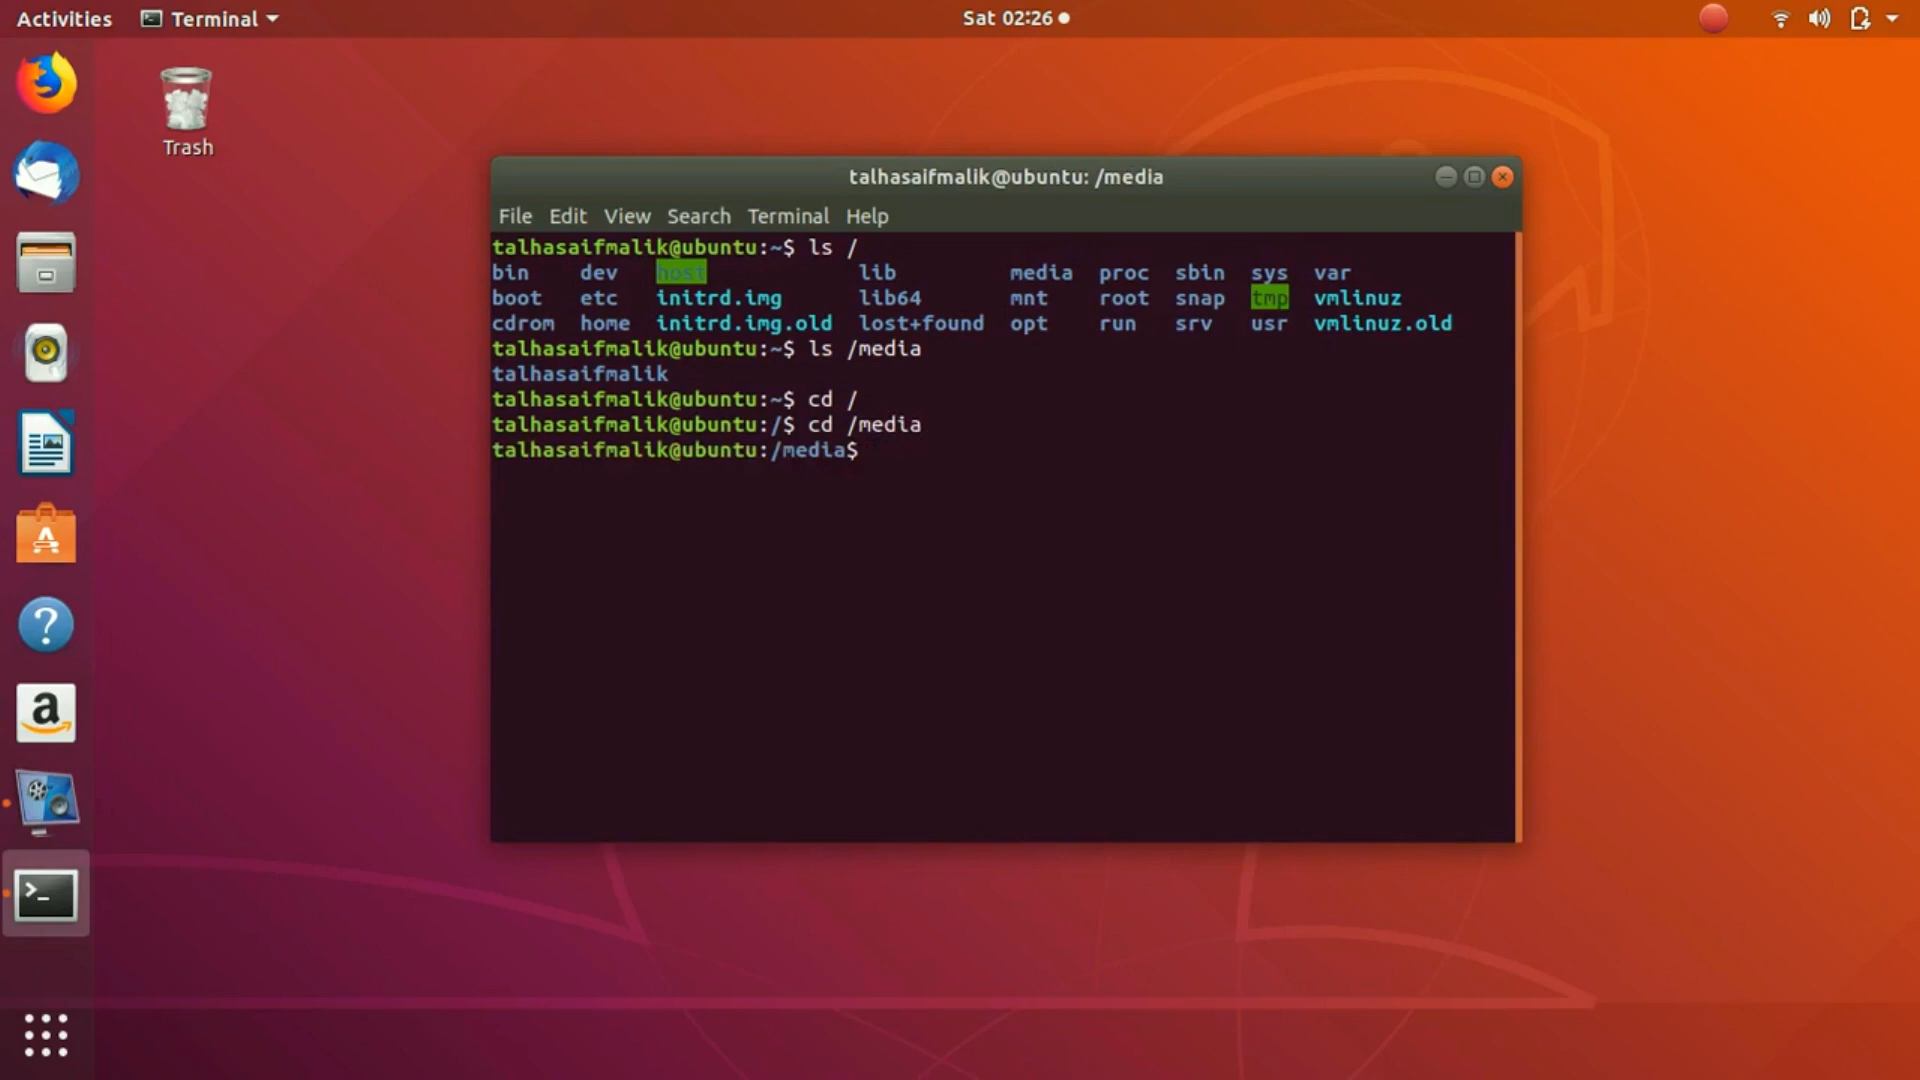 Activities Terminal Sat 02:26
Trash
talhasaifmalik@ubuntu: /media
File Edit View Search Terminal Help
talhasaifmalik@ubuntu:~$ ls /
bin dev host lib media proc sbin sys var
boot etc initrd.img lib64 mnt root snap tmp vmlinuz
cdrom home initrd.img.old lost+found opt run srv usr vmlinuz.old
talhasaifmalik@ubuntu:~$ ls /media
talhasaifmalik
talhasaifmalik@ubuntu:~$ cd /
talhasaifmalik@ubuntu:/$ cd /media
talhasaifmalik@ubuntu:/media$